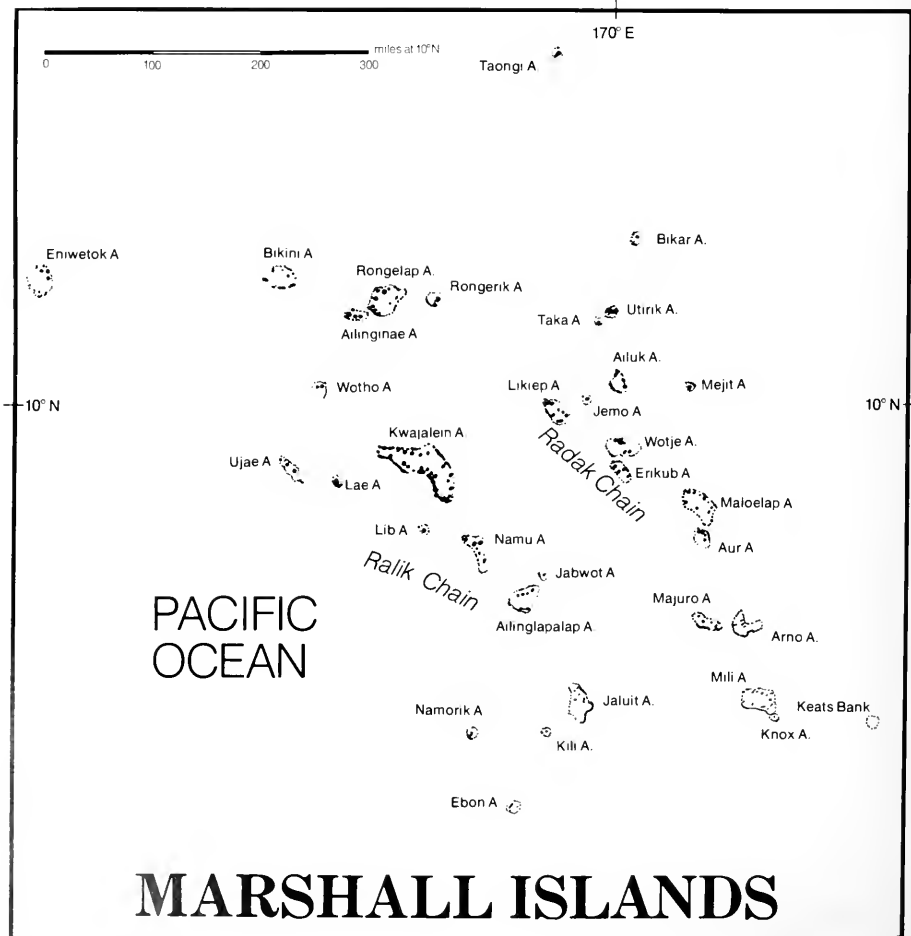 170° E
miles at 10°N
0 100 200 300
Taongi A
Bikar A.
Eniwetok A
Bikini A
Rongelap A.
Rongerik A
Ailinginae A
Taka A
Utirik A.
Ailuk A.
Mejit A
Likiep A
Jemo A
Wotho A
10° N
10° N
Kwajalein A.
Wotje A.
Erikub A
Radak Chain
Ujae A
Lae A
Maloelap A
Aur A
Lib A
Namu A
Ralik Chain
Jabwot A
Ailinglapalap A.
Majuro A
Arno A.
PACIFIC
OCEAN
Mili A
Keats Bank
Knox A.
Jaluit A.
Namorik A
Kili A.
Ebon A
MARSHALL ISLANDS